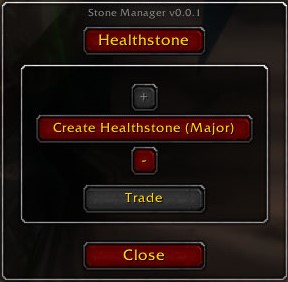 Stone Manager v0.0.1
Healthstone
+
Create Healthstone (Major)
-
Trade
Close